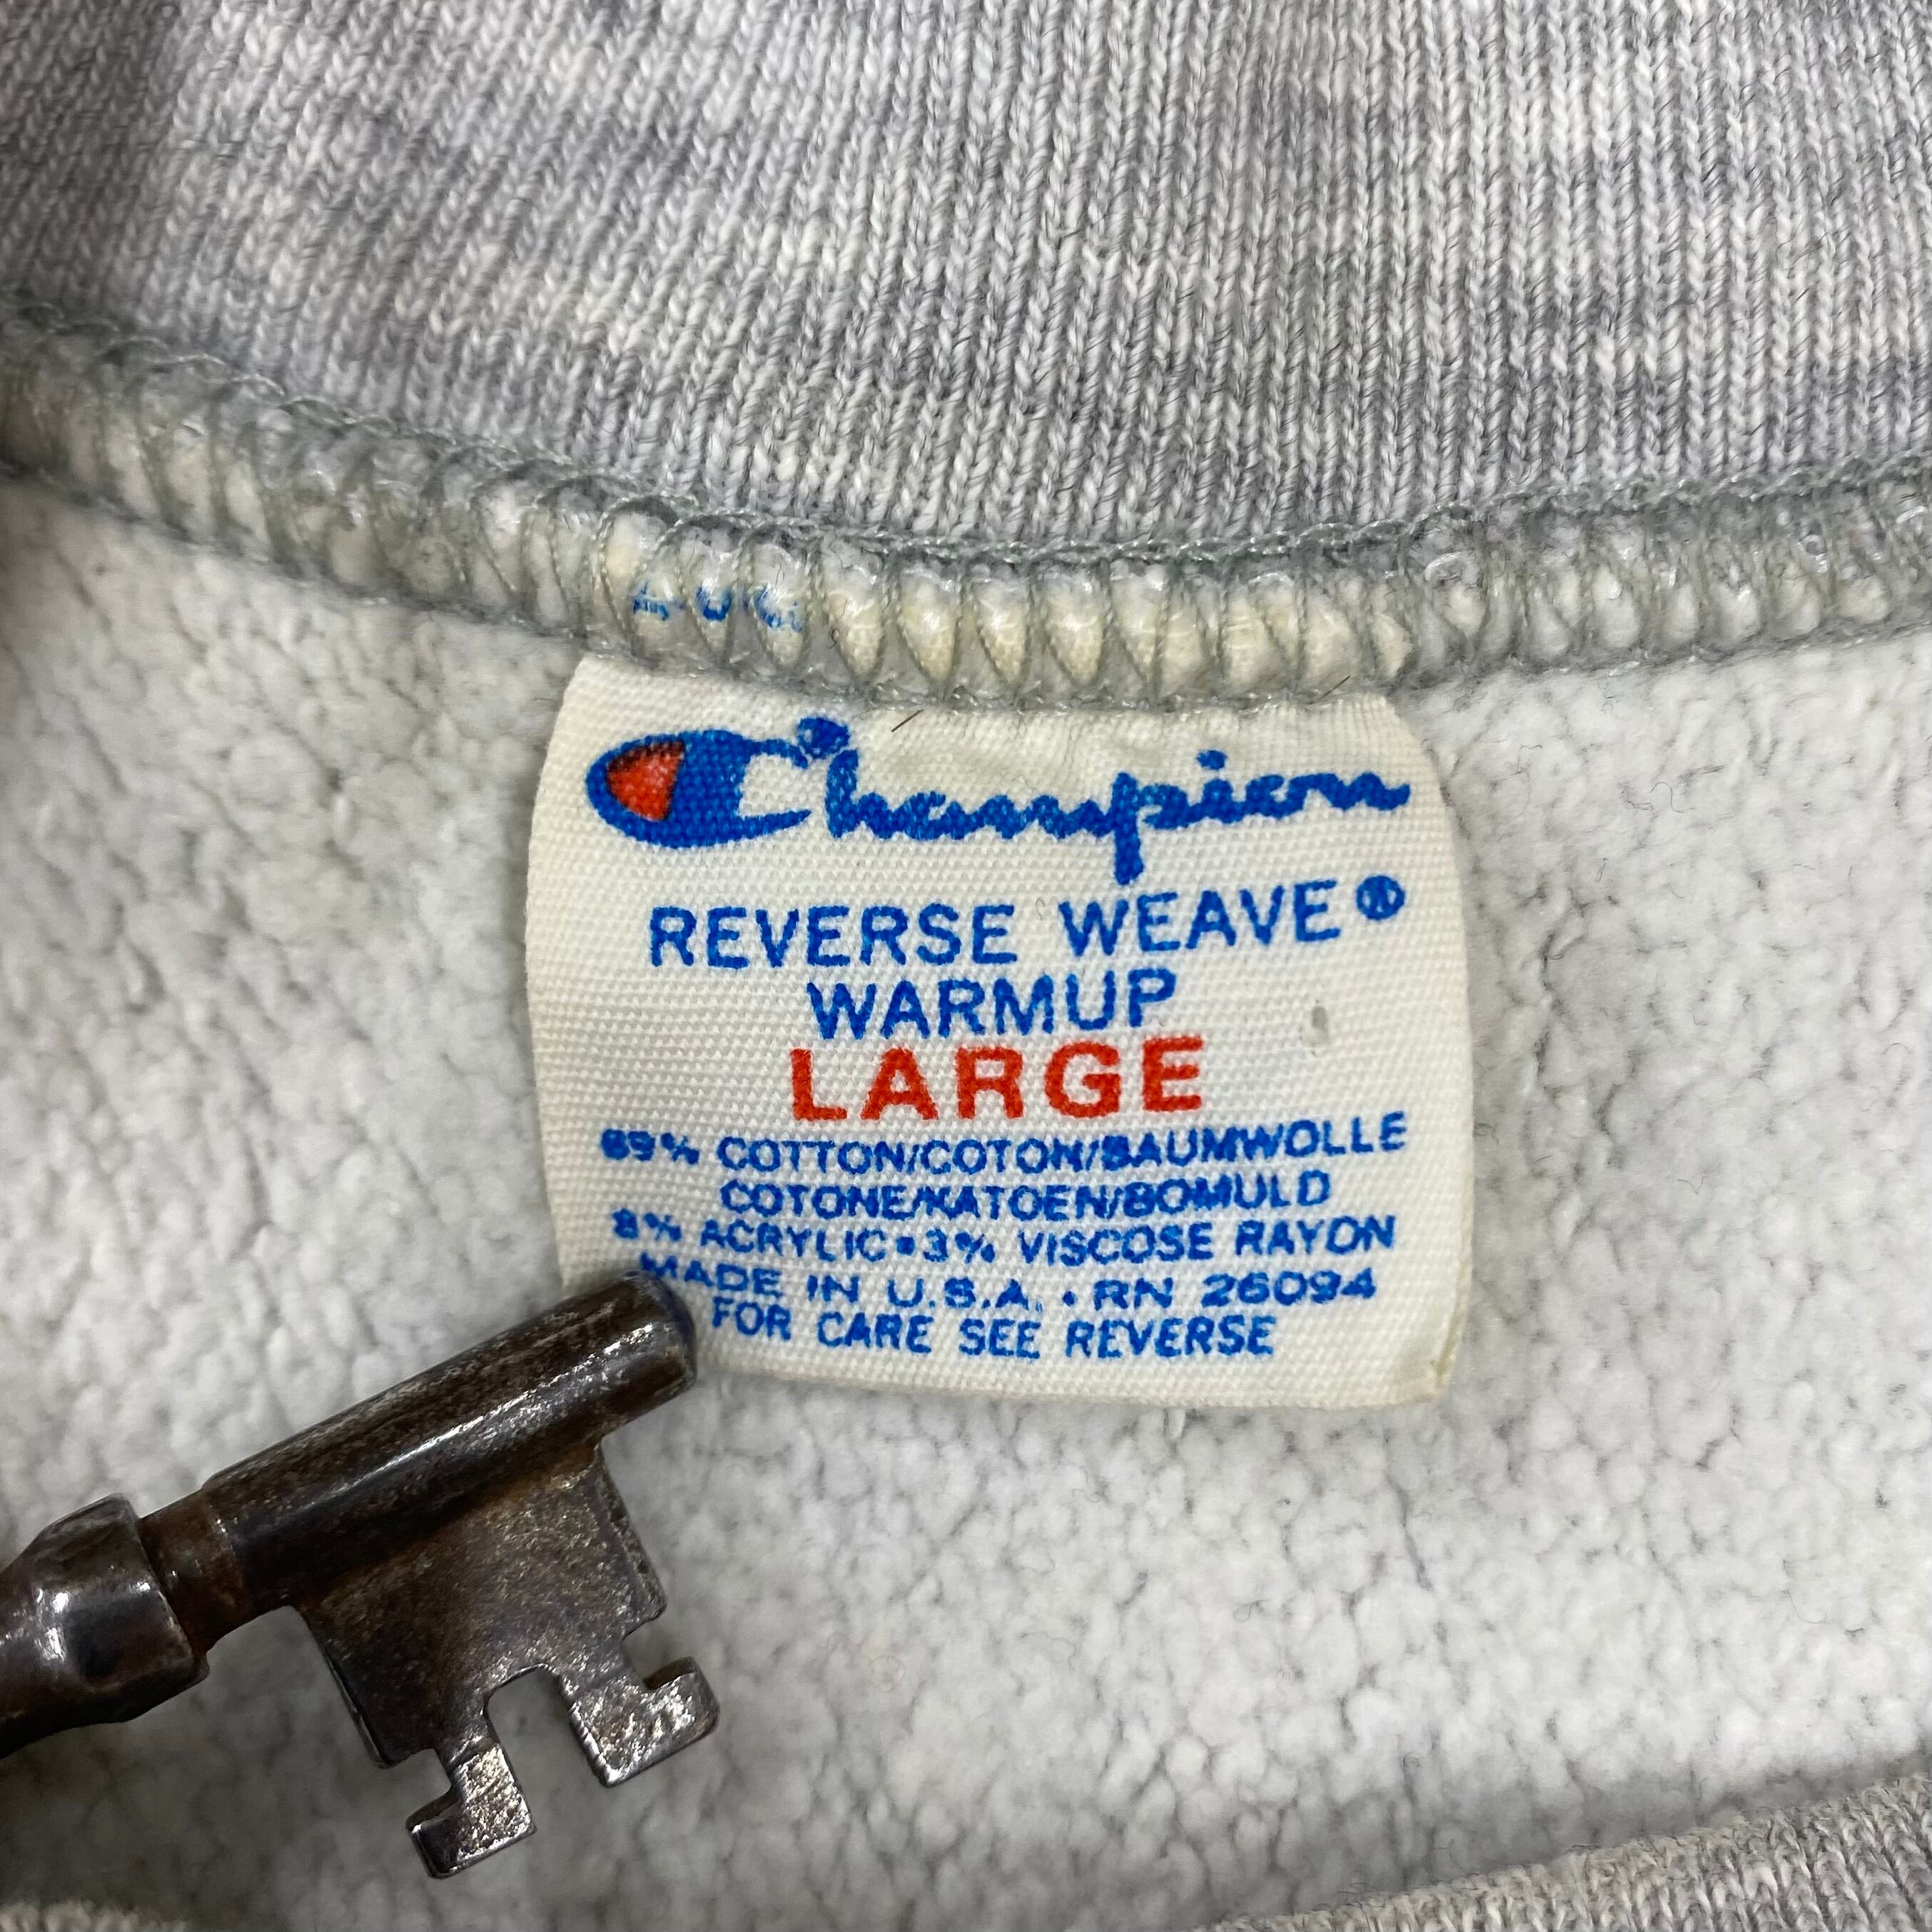 Champion
REVERSE WEAVE®
WARMUP
LARGE
89% COTTON/COTON/BAUMWOLLE
COTONE/KATOEN/BOMULD
8% ACRYLIC•3% VISCOSE RAYON
MADE IN U.S.A. • RN 26094
FOR CARE SEE REVERSE